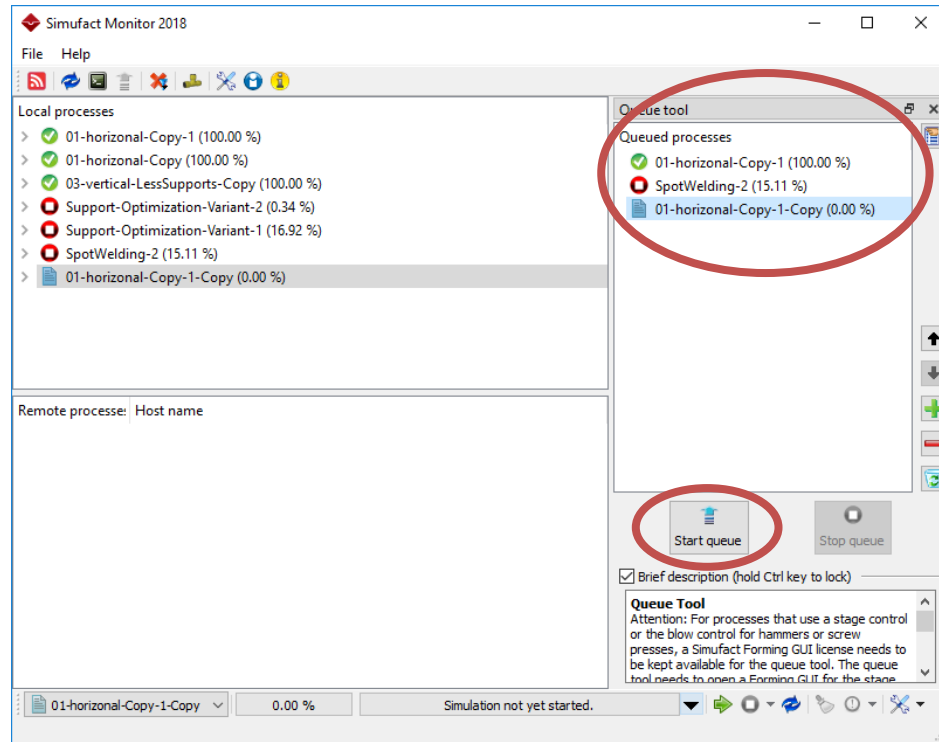 Simufact Monitor 2018
File Help
Local processes
01-horizonal-Copy-1 (100.00 %)
01-horizonal-Copy (100.00 %)
03-vertical-LessSupports-Copy (100.00 %)
Support-Optimization-Variant-2 (0.34 %)
Support-Optimization-Variant-1 (16.92 %)
SpotWelding-2 (15.11 %)
01-horizonal-Copy-1-Copy (0.00 %)
Remote processe: Host name
Queue tool
Queued processes
01-horizonal-Copy-1 (100.00 %)
SpotWelding-2 (15.11 %)
01-horizonal-Copy-1-Copy (0.00 %)
Start queue
Stop queue
Brief description (hold Ctrl key to lock)
Queue Tool
Attention: For processes that use a stage control
or the blow control for hammers or screw
presses, a Simufact Forming GUI license needs to
be kept available for the queue tool. The queue
tool needs to open a Forming GUI for the stage
01-horizonal-Copy-1-Copy
0.00 %
Simulation not yet started.